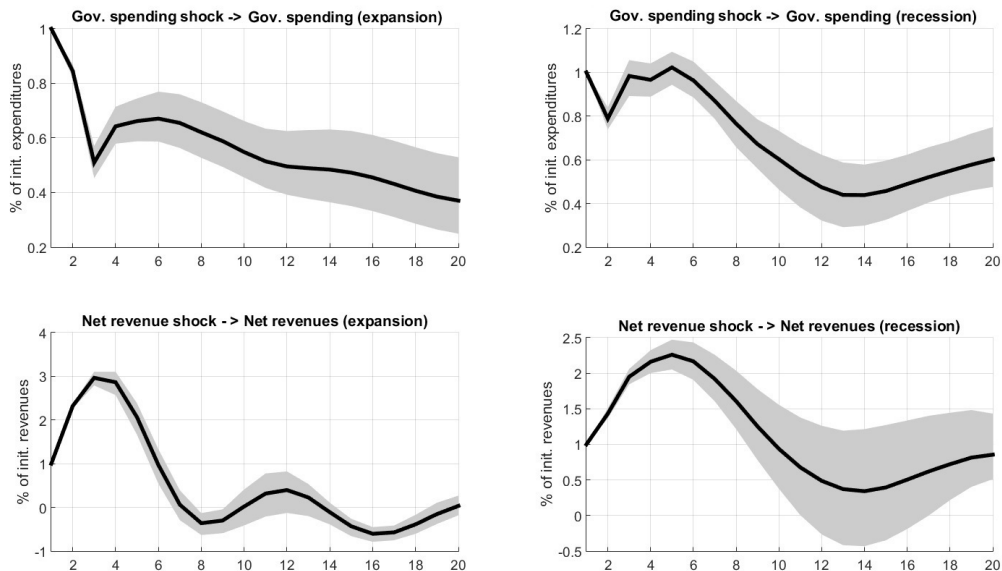 Gov. spending shock -> Gov. spending (expansion)
% of init. expenditures
1
0.8
0.6
0.4
0.2
2 4 6 8 10 12 14 16 18 20
Gov. spending shock -> Gov. spending (recession)
% of init. expenditures
1.2
1
0.8
0.6
0.4
0.2
2 4 6 8 10 12 14 16 18 20
Net revenue shock - > Net revenues (expansion)
% of init. revenues
4
3
2
1
0
-1
2 4 6 8 10 12 14 16 18 20
Net revenue shock -> Net revenues (recession)
% of init. revenues
2.5
2
1.5
1
0.5
0
-0.5
2 4 6 8 10 12 14 16 18 20